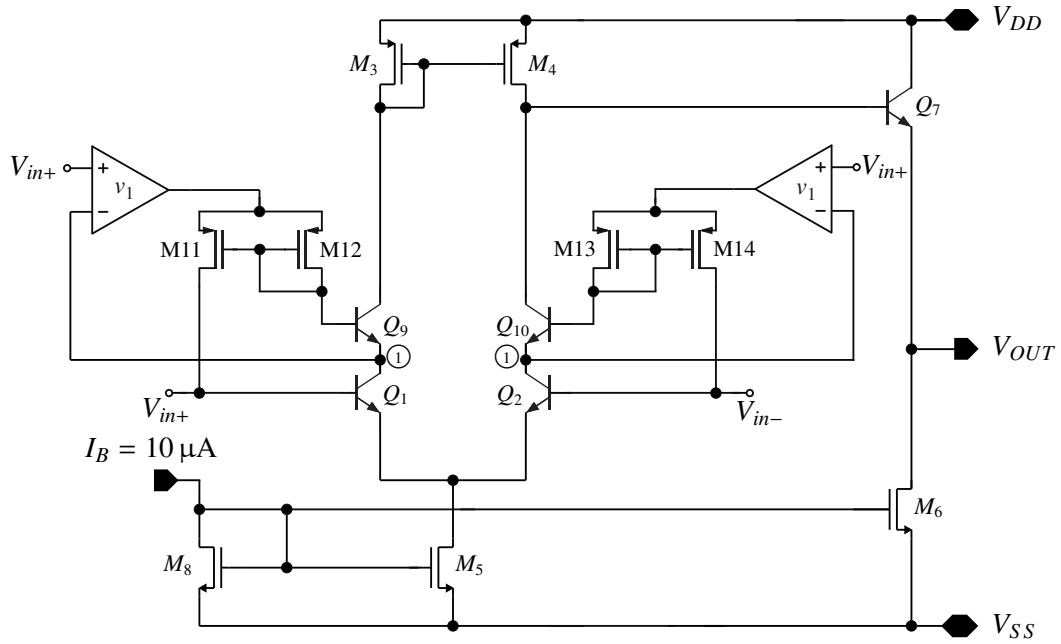 V_DD
M_3
M_4
Q_7
V_in+
+
v_1
−
V_in+
+
v_1
−
M11
M12
M13
M14
Q_9
Q_10
1
1
V_OUT
Q_1
Q_2
V_in+
V_in−
I_B = 10 µA
M_6
M_8
M_5
V_SS